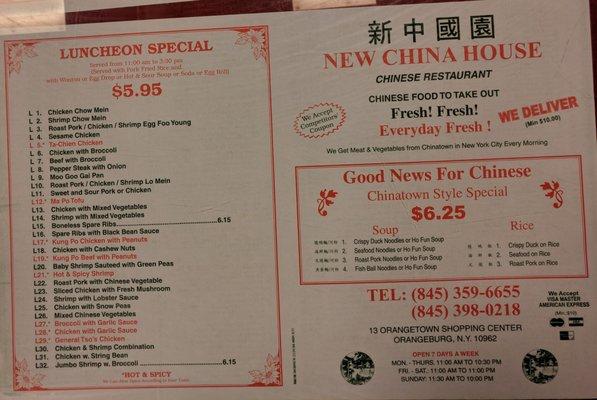 LUNCHEON SPECIAL
Served from 11:00 am to 3:00 pm
(Served with Pork Fried Rice and
with Wonton or Egg Drop or Hot & Sour Soup or Soda or Egg Roll)
$5.95
L 1. Chicken Chow Mein
L 2. Shrimp Chow Mein
L 3. Roast Pork / Chicken / Shrimp Egg Foo Young
L 4. Sesame Chicken
L 5.* Ta-Chien Chicken
L 6. Chicken with Broccoli
L 7. Beef with Broccoli
L 8. Pepper Steak with Onion
L 9. Moo Goo Gai Pan
L10. Roast Pork / Chicken / Shrimp Lo Mein
L11. Sweet and Sour Pork or Chicken
L12.* Ma Po Tofu
L13. Chicken with Mixed Vegetables
L14. Shrimp with Mixed Vegetables
L15. Boneless Spare Ribs 6.15
L16. Spare Ribs with Black Bean Sauce
L17.* Kung Po Chicken with Peanuts
L18. Chicken with Cashew Nuts
L19.* Kung Po Beef with Peanuts
L20. Baby Shrimp Sauteed with Green Peas
L21.* Hot & Spicy Shrimp
L22. Roast Pork with Chinese Vegetable
L23. Sliced Chicken with Fresh Mushroom
L24. Shrimp with Lobster Sauce
L25. Chicken with Snow Peas
L26. Mixed Chinese Vegetables
L27.* Broccoli with Garlic Sauce
L28.* Chicken with Garlic Sauce
L29.* General Tso's Chicken
L30. Chicken & Shrimp Combination
L31. Chicken w. String Bean
L32. Jumbo Shrimp w. Broccoli 6.15
*HOT & SPICY
We Can Alter Spice According to Your Taste
新中國園
NEW CHINA HOUSE
CHINESE RESTAURANT
CHINESE FOOD TO TAKE OUT
Fresh! Fresh!
Everyday Fresh !
We Accept
Competitors'
Coupon
WE DELIVER
(Min $10.00)
We Get Meat & Vegetables from Chinatown in New York City Every Morning
Good News For Chinese
Chinatown Style Special
$6.25
Soup
1. Crispy Duck Noodles or Ho Fun Soup
2. Seafood Noodles or Ho Fun Soup
3. Roast Pork Noodles or Ho Fun Soup
4. Fish Ball Noodles or Ho Fun Soup
Rice
1. Crispy Duck on Rice
2. Seafood on Rice
3. Roast Pork on Rice
TEL: (845) 359-6655
(845) 398-0218
We Accept
VISA MASTER
AMERICAN EXPRESS
(Min. $10)
13 ORANGETOWN SHOPPING CENTER
ORANGEBURG, N.Y. 10962
OPEN 7 DAYS A WEEK
MON. - THURS. 11:00 AM TO 10:30 PM
FRI. - SAT.: 11:00 AM TO 11:00 PM
SUNDAY: 11:30 AM TO 10:00 PM